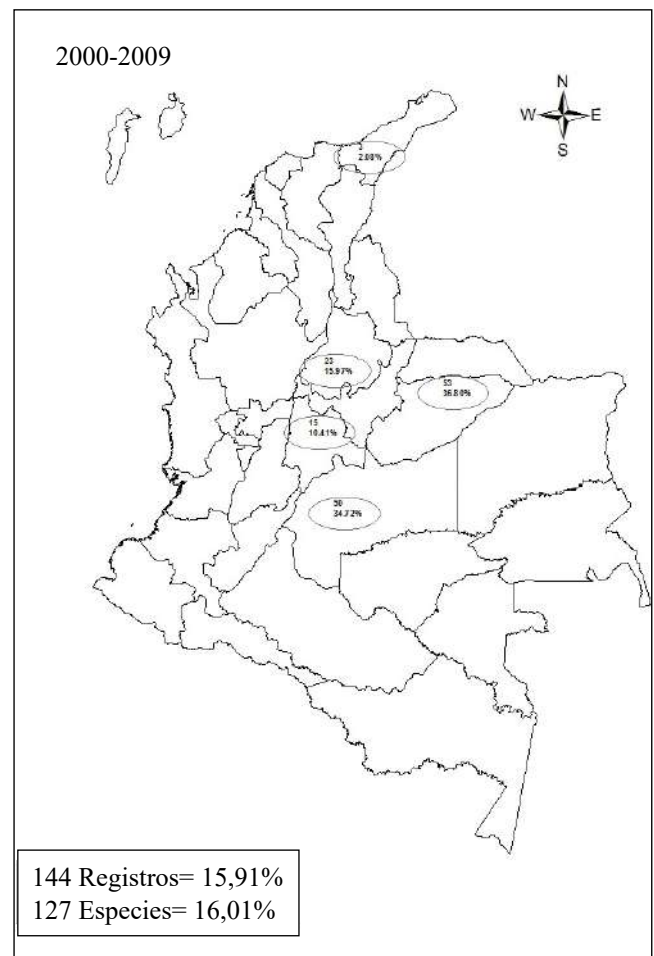 2000-2009
N
W E
S
3
2.08%
23
15.97%
53
36.80%
15
10.41%
50
34.72%
144 Registros= 15,91%
127 Especies= 16,01%